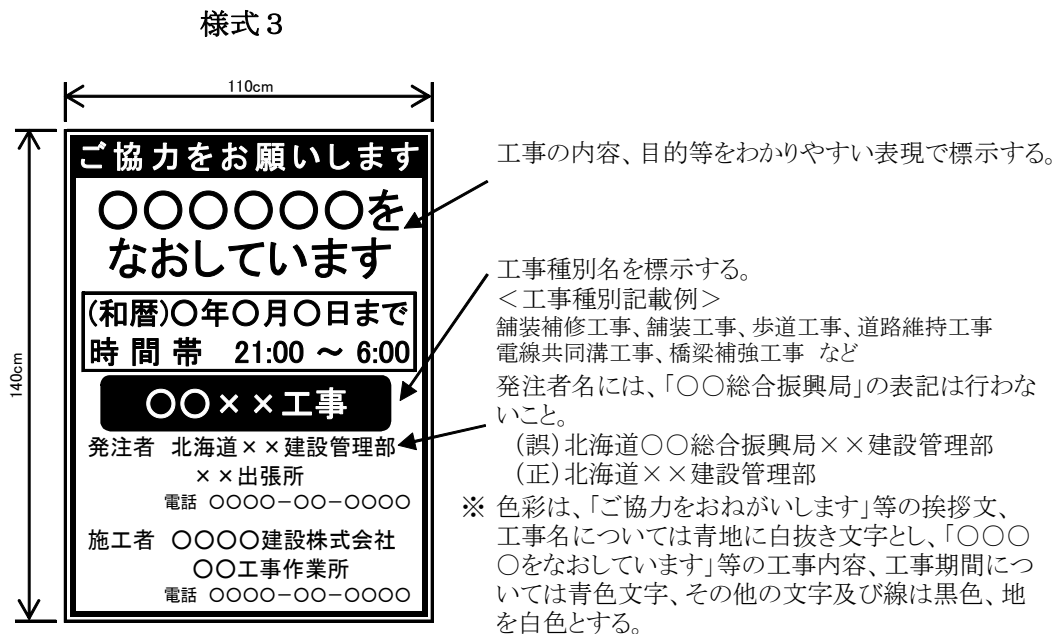 様式３
110cm
140cm
ご協力をお願いします
〇〇〇〇〇〇を
なおしています
(和暦)〇年〇月〇日まで
時間帯 21:00 ～ 6:00
〇〇××工事
発注者 北海道××建設管理部
××出張所
電話 〇〇〇〇−〇〇−〇〇〇〇
施工者 〇〇〇〇建設株式会社
〇〇工事作業所
電話 〇〇〇〇−〇〇−〇〇〇〇
工事の内容、目的等をわかりやすい表現で標示する。
工事種別名を標示する。
＜工事種別記載例＞
舗装補修工事、舗装工事、歩道工事、道路維持工事
電線共同溝工事、橋梁補強工事 など
発注者名には、「〇〇総合振興局」の表記は行わな
いこと。
(誤)北海道〇〇総合振興局××建設管理部
(正)北海道××建設管理部
※ 色彩は、「ご協力をおねがいします」等の挨拶文、
工事名については青地に白抜き文字とし、「〇〇〇
〇をなおしています」等の工事内容、工事期間につ
いては青色文字、その他の文字及び線は黒色、地
を白色とする。